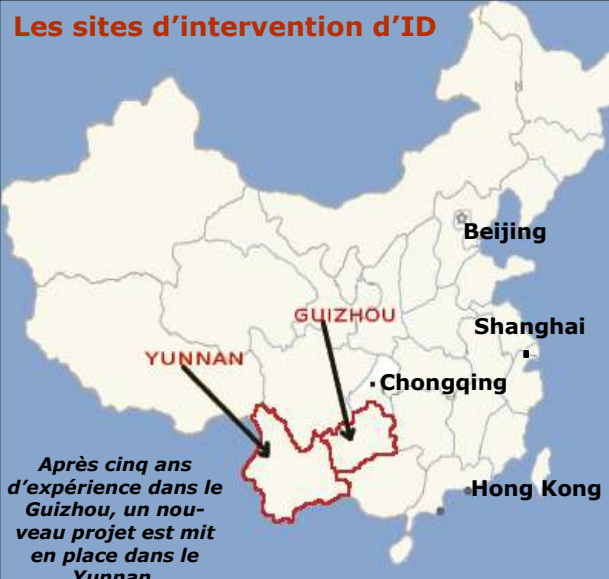 Les sites d’intervention d’ID
Beijing
GUIZHOU
Shanghai
YUNNAN
Chongqing
Après cinq ans
d’expérience dans le
Guizhou, un nou-
veau projet est mit
en place dans le
Yunnan
Hong Kong